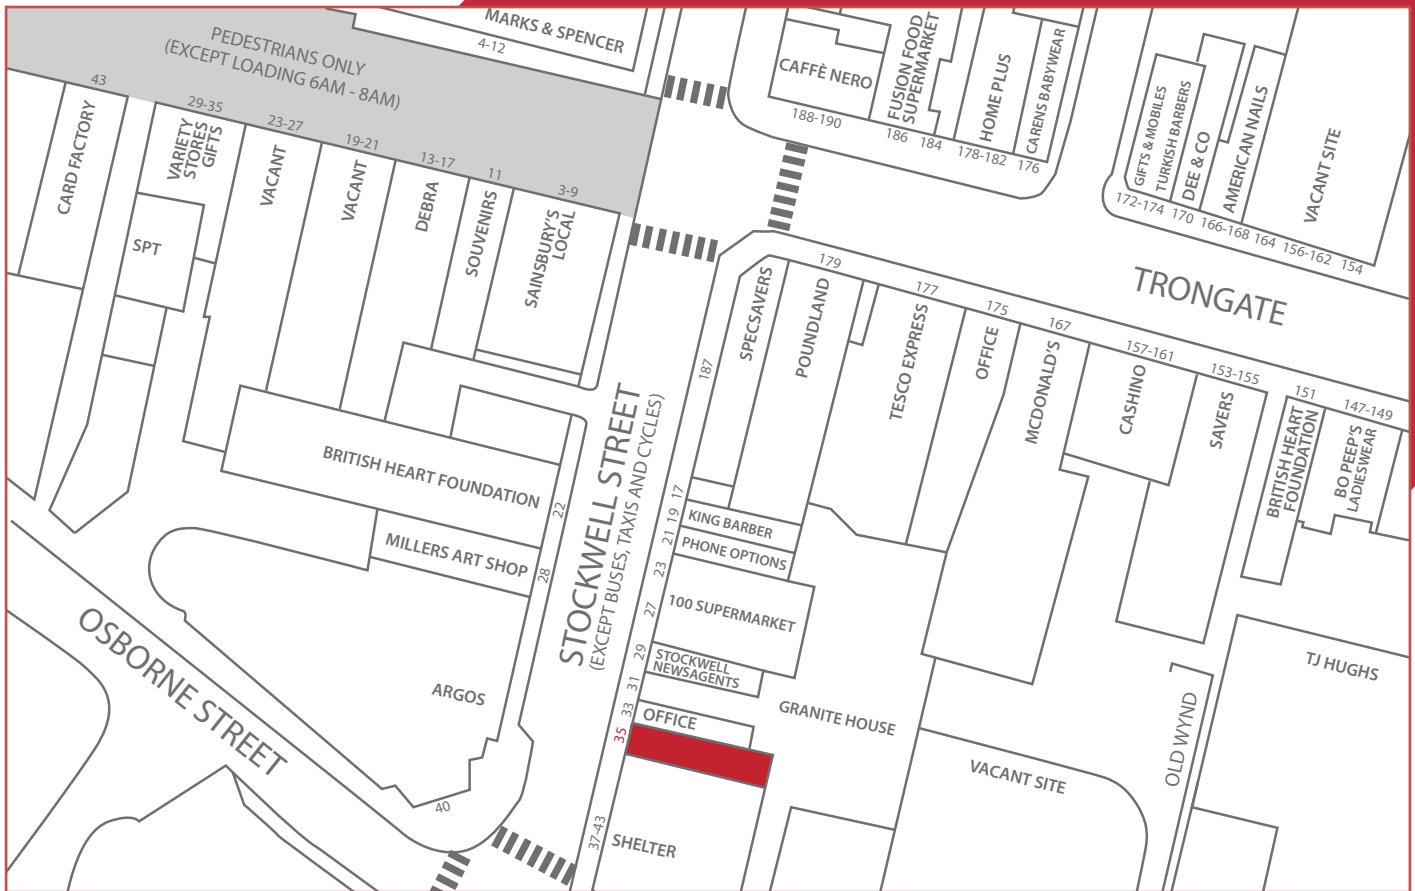 MARKS & SPENCER
4-12
PEDESTRIANS ONLY
(EXCEPT LOADING 6AM - 8AM)
43
CARD FACTORY
29-35
VARIETY
STORES
GIFTS
SPT
23-27
VACANT
19-21
VACANT
13-17
DEBRA
11
SOUVENIRS
3-9
SAINSBURY'S
LOCAL
CAFFÈ NERO
188-190
FUSION FOOD
SUPERMARKET
186
184
HOME PLUS
178-182
CARENS BABYWEAR
176
GIFTS & MOBILES
TURKISH BARBERS
172-174
DEE & CO
170
AMERICAN NAILS
166-168
164
VACANT SITE
156-162
154
TRONGATE
187
SPECSAVERS
179
POUNDLAND
177
TESCO EXPRESS
175
OFFICE
167
MCDONALD'S
157-161
CASHINO
153-155
SAVERS
151
BRITISH HEART
FOUNDATION
147-149
BO PEEP'S
LADIESWEAR
BRITISH HEART FOUNDATION
22
MILLERS ART SHOP
28
STOCKWELL STREET
(EXCEPT BUSES, TAXIS AND CYCLES)
17
19
KING BARBER
21
PHONE OPTIONS
23
27
100 SUPERMARKET
29
STOCKWELL
NEWSAGENTS
31
33
OFFICE
35
GRANITE HOUSE
37-43
SHELTER
OSBORNE STREET
ARGOS
40
VACANT SITE
OLD WYND
TJ HUGHS